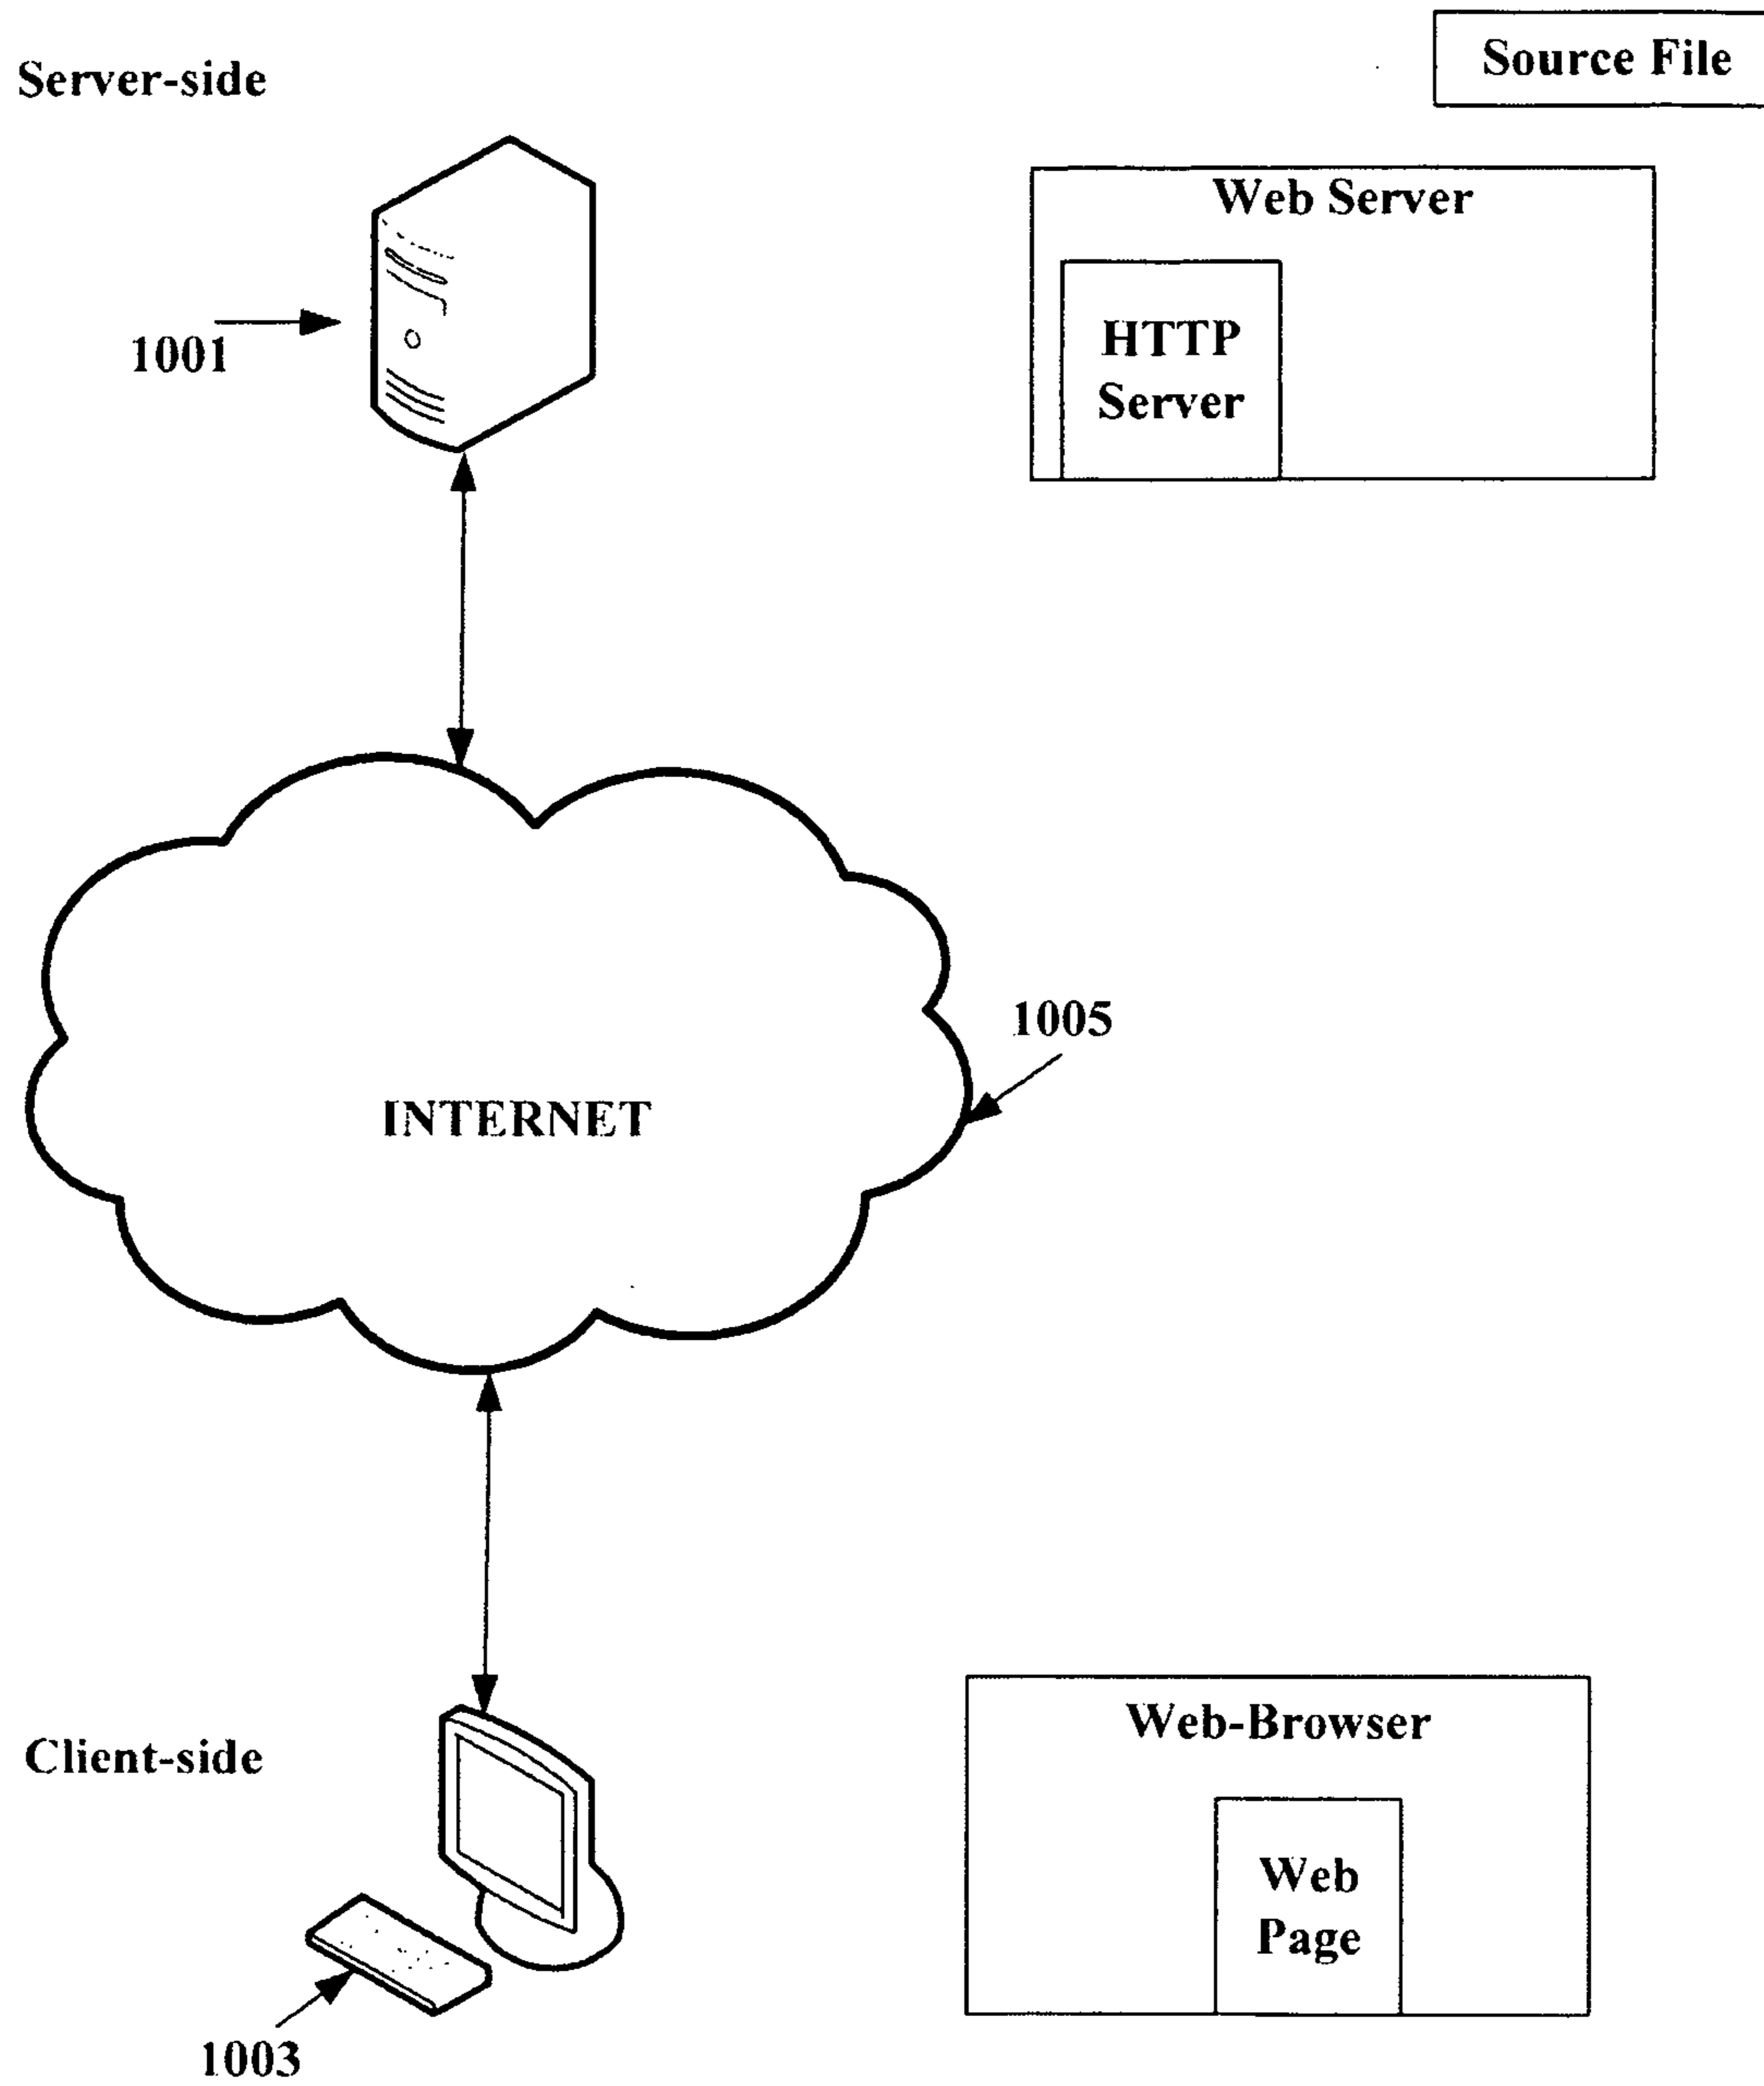 Source File
Server-side
Web Server
HTTP
Server
1001
1005
INTERNET
Web-Browser
Client-side
Web
Page
1003